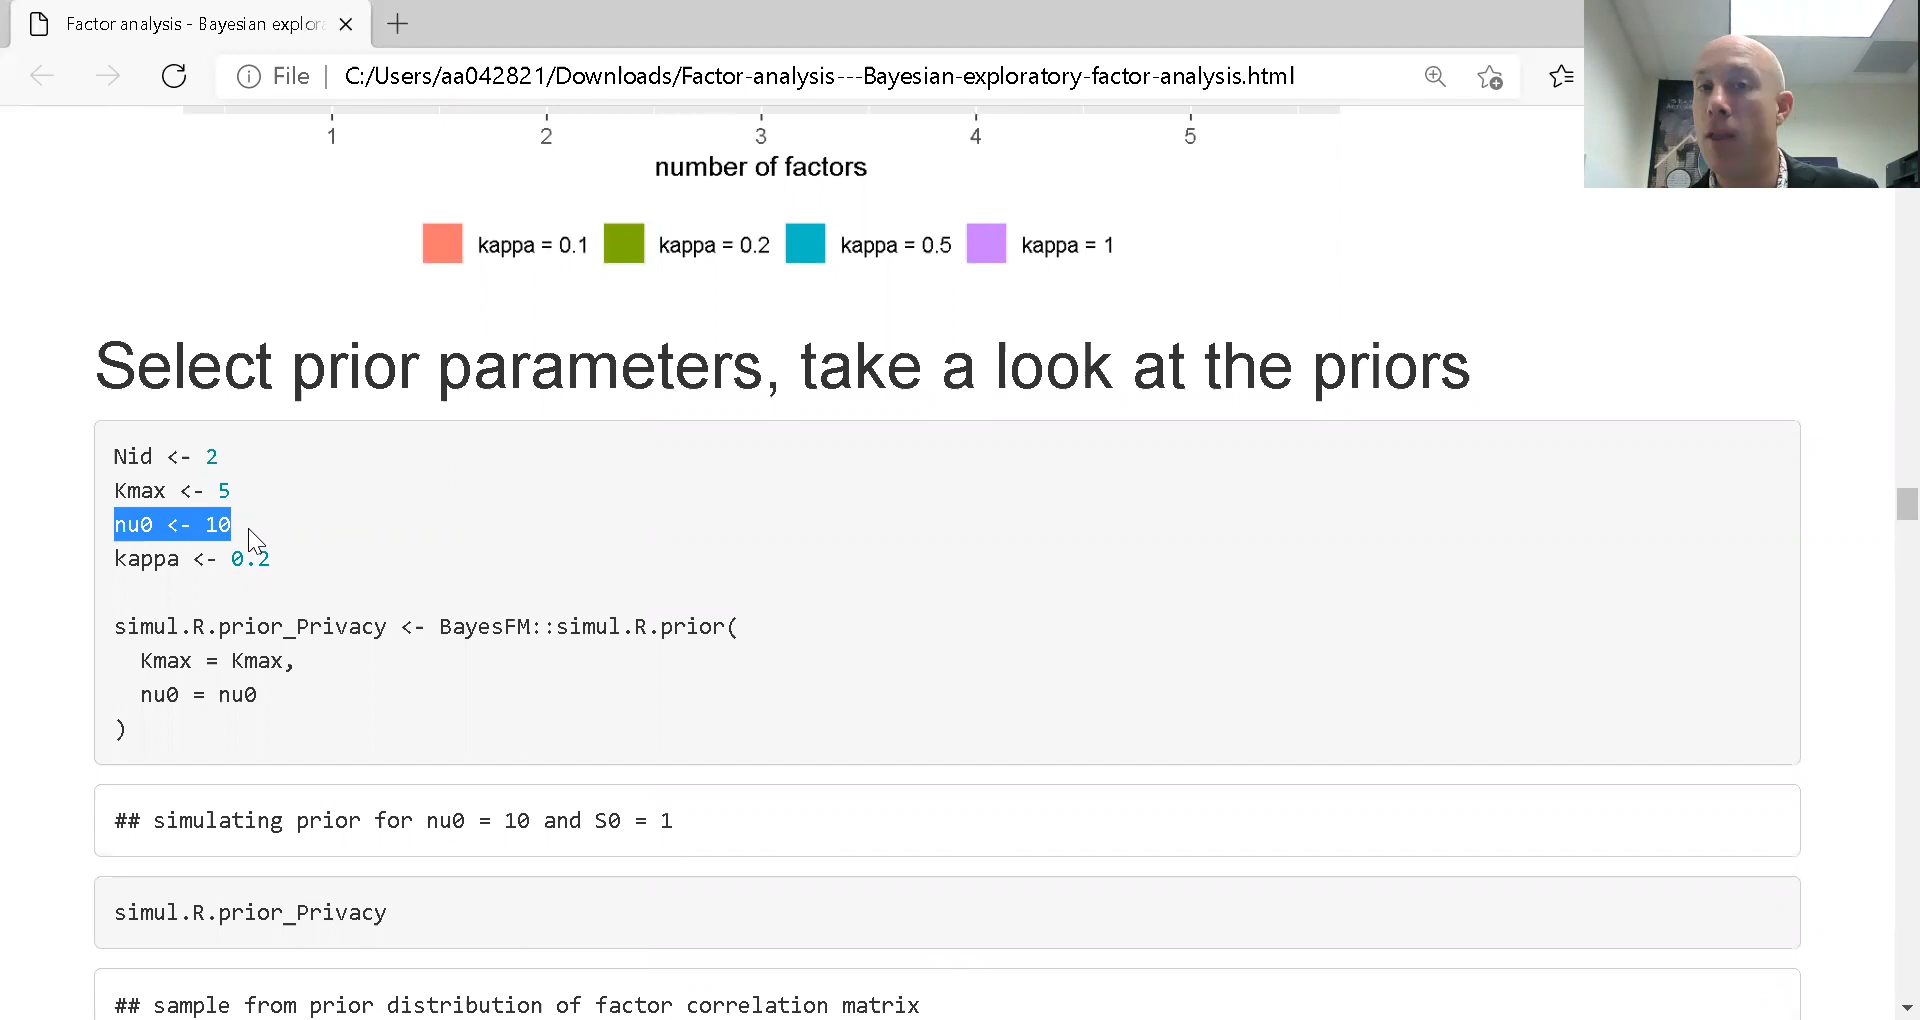 Factor analysis - Bayesian explor
File | C:/Users/aa042821/Downloads/Factor-analysis---Bayesian-exploratory-factor-analysis.html
1 2 3 4 5
number of factors
kappa = 0.1 kappa = 0.2 kappa = 0.5 kappa = 1
Select prior parameters, take a look at the priors
Nid <- 2
Kmax <- 5
nu0 <- 10
kappa <- 0.2
simul.R.prior_Privacy <- BayesFM::simul.R.prior(
Kmax = Kmax,
nu0 = nu0
)
## simulating prior for nu0 = 10 and S0 = 1
simul.R.prior_Privacy
## sample from prior distribution of factor correlation matrix